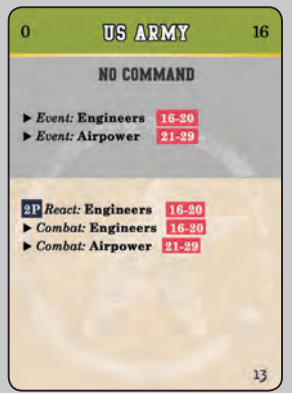 0 US ARMY 16
NO COMMAND
▶ Event: Engineers 16-20
▶ Event: Airpower 21-29
2P React: Engineers 16-20
▶ Combat: Engineers 16-20
▶ Combat: Airpower 21-29
13